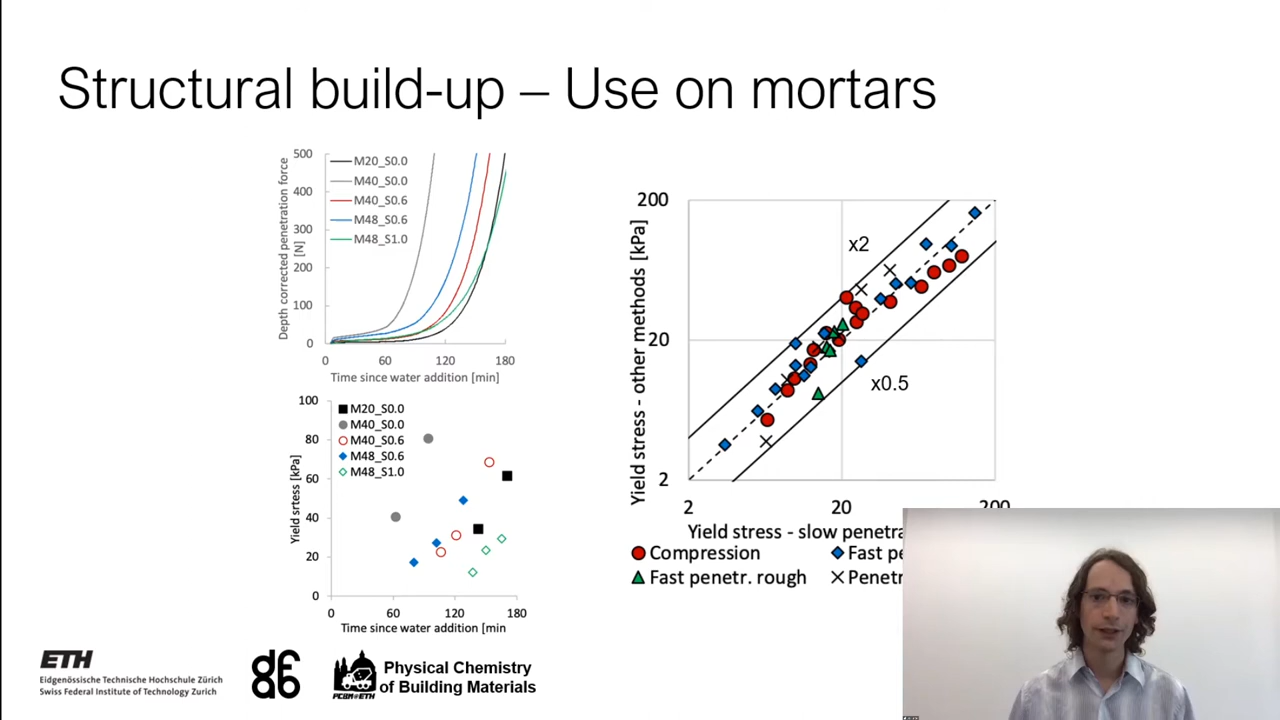 Structural build-up – Use on mortars
Depth corrected penetration force
[N]
500
400
300
200
100
0
M20_S0.0
M40_S0.0
M40_S0.6
M48_S0.6
M48_S1.0
0 60 120 180
Time since water addition [min]
Yield srtess [kPa]
100
80
60
40
20
0
M20_S0.0
M40_S0.0
M40_S0.6
M48_S0.6
M48_S1.0
0 60 120 180
Time since water addition [min
Yield stress - other methods [kPa]
200
20
2
x2
x0.5
2 20 200
Yield stress - slow penetra
Compression
Fast pe
Fast penetr. rough
Penetr
ETH
Eidgenössische Technische Hochschule Zürich
Swiss Federal Institute of Technology Zurich
dfab
PCBM@ETH
Physical Chemistry
of Building Materials